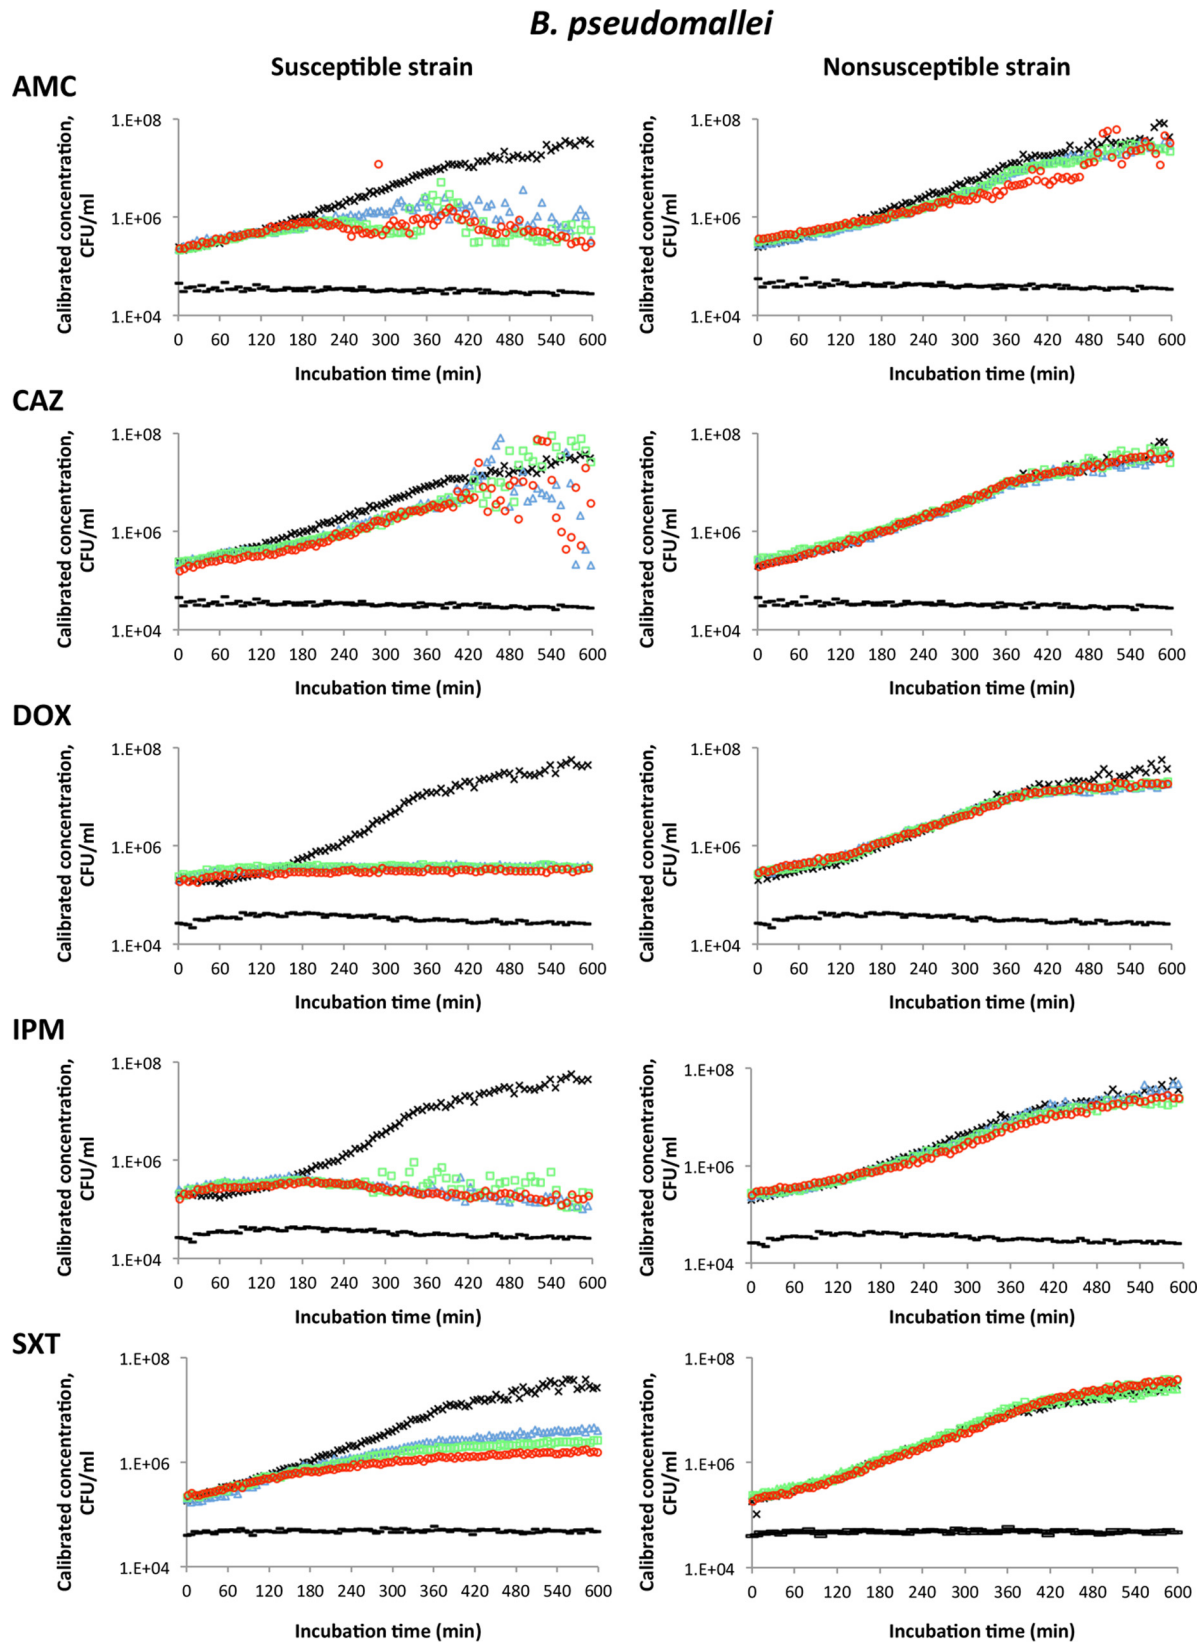 B. pseudomallei
Susceptible strain
Nonsusceptible strain
AMC
Calibrated concentration,
CFU/ml
1.E+08
1.E+06
1.E+04
0 60 120 180 240 300 360 420 480 540 600
Incubation time (min)
Calibrated concentration,
CFU/ml
1.E+08
1.E+06
1.E+04
0 60 120 180 240 300 360 420 480 540 600
Incubation time (min)
CAZ
Calibrated concentration,
CFU/ml
1.E+08
1.E+06
1.E+04
0 60 120 180 240 300 360 420 480 540 600
Incubation time (min)
Calibrated concentration,
CFU/ml
1.E+08
1.E+06
1.E+04
0 60 120 180 240 300 360 420 480 540 600
Incubation time (min)
DOX
Calibrated concentration,
CFU/ml
1.E+08
1.E+06
1.E+04
0 60 120 180 240 300 360 420 480 540 600
Incubation time (min)
Calibrated concentration,
CFU/ml
1.E+08
1.E+06
1.E+04
0 60 120 180 240 300 360 420 480 540 600
Incubation time (min)
IPM
Calibrated concentration,
CFU/ml
1.E+08
1.E+06
1.E+04
0 60 120 180 240 300 360 420 480 540 600
Incubation time (min)
Calibrated concentration,
CFU/ml
1.E+08
1.E+06
1.E+04
0 60 120 180 240 300 360 420 480 540 600
Incubation time (min)
SXT
Calibrated concentration,
CFU/ml
1.E+08
1.E+06
1.E+04
0 60 120 180 240 300 360 420 480 540 600
Incubation time (min)
Calibrated concentration,
CFU/ml
1.E+08
1.E+06
1.E+04
0 60 120 180 240 300 360 420 480 540 600
Incubation time (min)